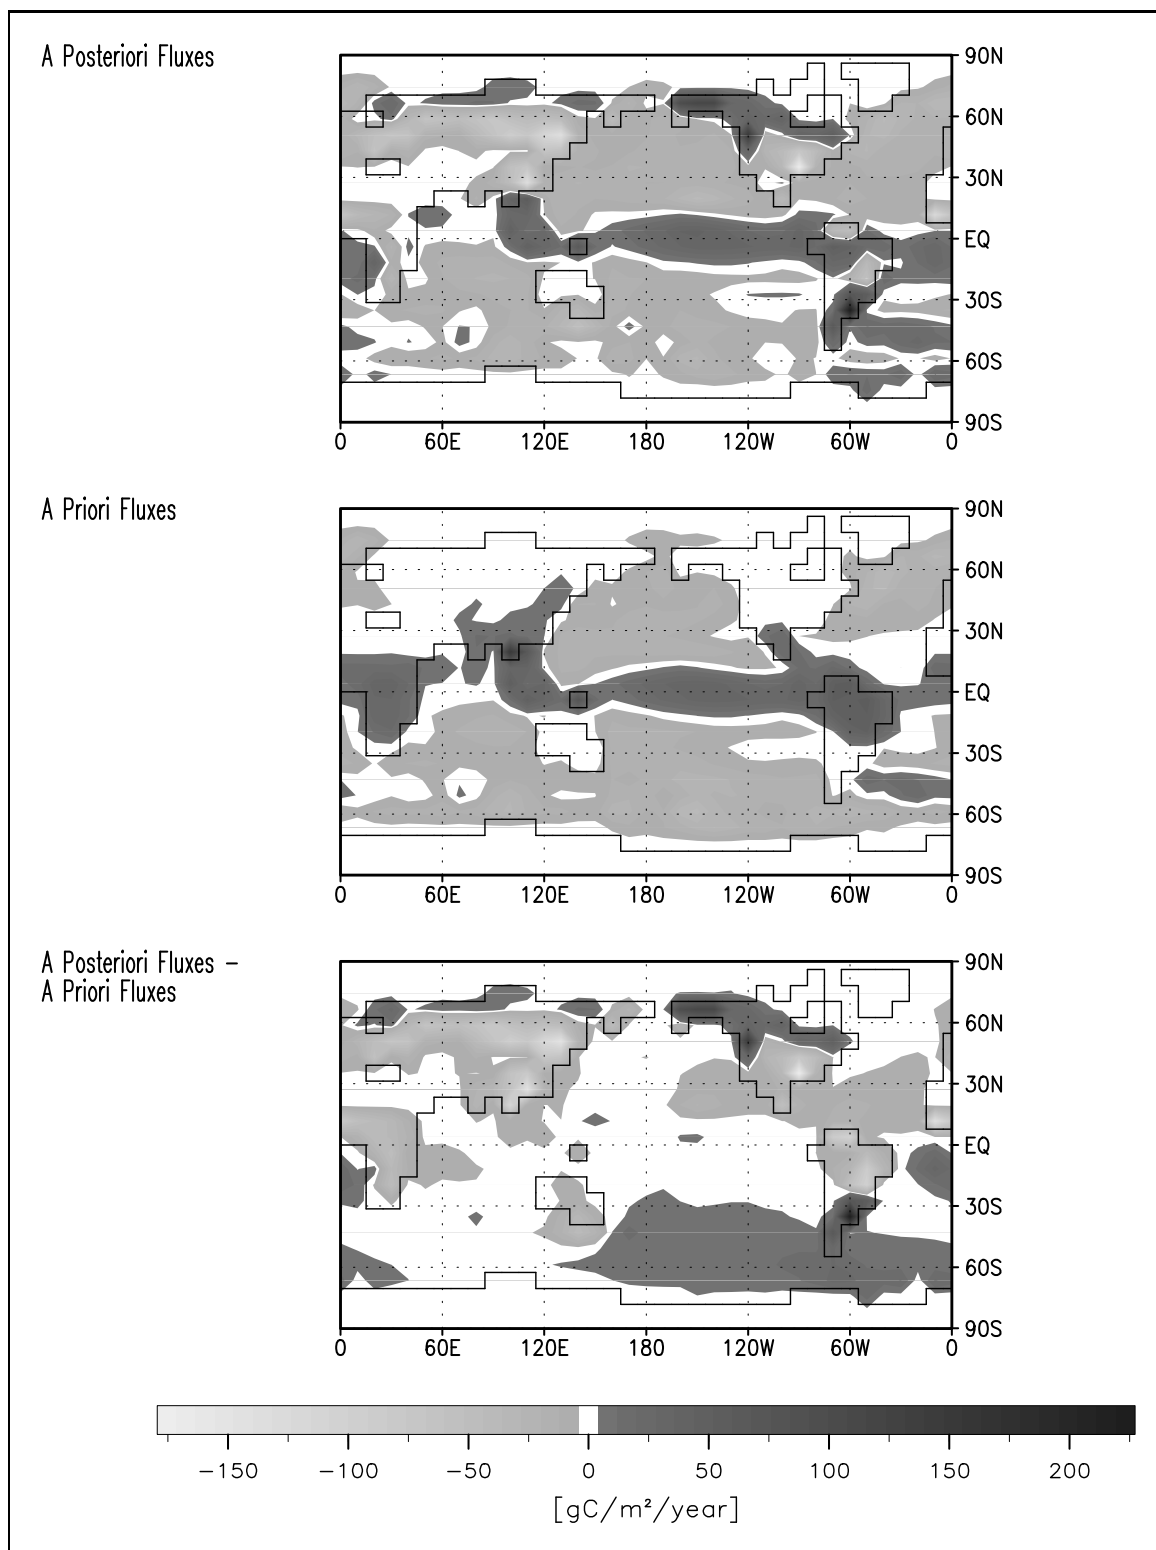 A Posteriori Fluxes
90N
60N
30N
EQ
30S
60S
90S
0 60E 120E 180 120W 60W 0
A Priori Fluxes
90N
60N
30N
EQ
30S
60S
90S
0 60E 120E 180 120W 60W 0
A Posteriori Fluxes –
A Priori Fluxes
90N
60N
30N
EQ
30S
60S
90S
0 60E 120E 180 120W 60W 0
−150 −100 −50 0 50 100 150 200
[gC/m²/year]